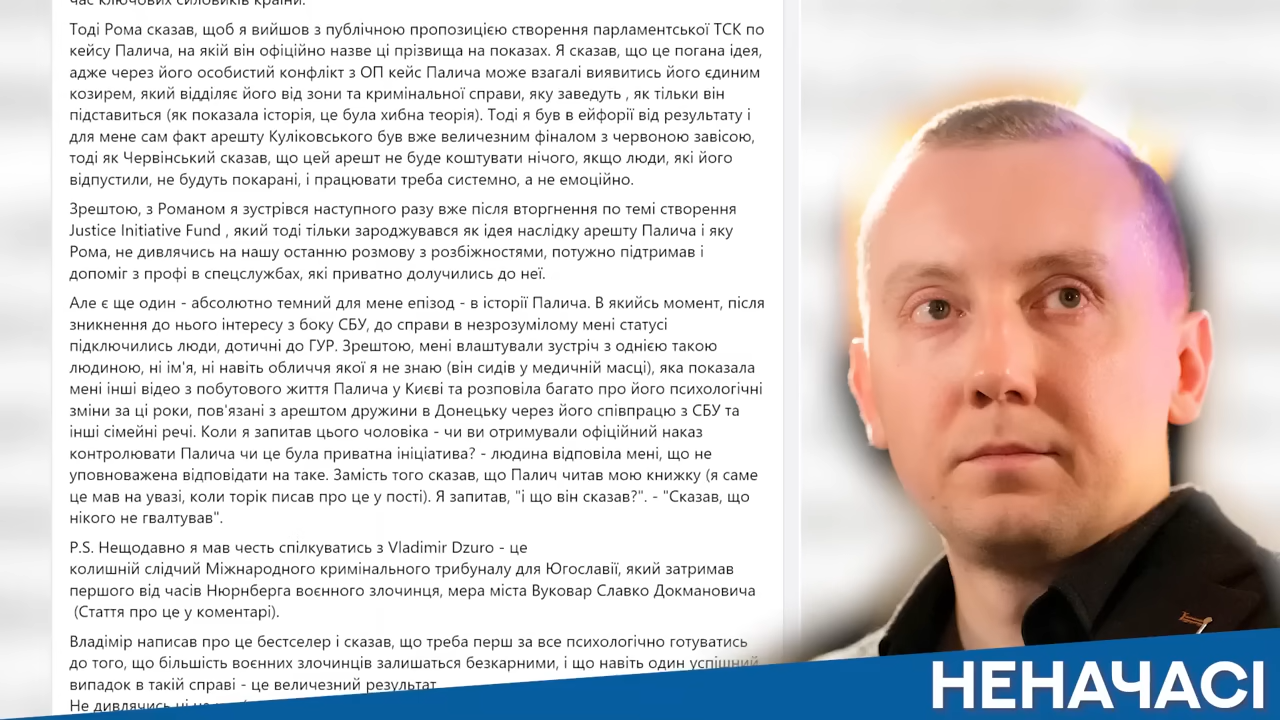 час ключових силовиків країни.
Тоді Рома сказав, щоб я вийшов з публічною пропозицією створення парламентської ТСК по
кейсу Палича, на якій він офіційно назве ці прізвища на показах. Я сказав, що це погана ідея,
адже через його особистий конфлікт з ОП кейс Палича може взагалі виявитись його єдиним
козирем, який відділяє його від зони та кримінальної справи, яку заведуть , як тільки він
підставиться (як показала історія, це була хибна теорія). Тоді я був в ейфорії від результату і
для мене сам факт арешту Куліковського був вже величезним фіналом з червоною завісою,
тоді як Червінський сказав, що цей арешт не буде коштувати нічого, якщо люди, які його
відпустили, не будуть покарані, і працювати треба системно, а не емоційно.
Зрештою, з Романом я зустрівся наступного разу вже після вторгнення по темі створення
Justice Initiative Fund , який тоді тільки зароджувався як ідея наслідку арешту Палича і яку
Рома, не дивлячись на нашу останню розмову з розбіжностями, потужно підтримав і
допоміг з профі в спецслужбах, які приватно долучились до неї.
Але є ще один - абсолютно темний для мене епізод - в історії Палича. В якийсь момент, після
зникнення до нього інтересу з боку СБУ, до справи в незрозумілому мені статусі
підключились люди, дотичні до ГУР. Зрештою, мені влаштували зустріч з однією такою
людиною, ні ім'я, ні навіть обличчя якої я не знаю (він сидів у медичній масці), яка показала
мені інші відео з побутового життя Палича у Києві та розповіла багато про його психологічні
зміни за ці роки, пов'язані з арештом дружини в Донецьку через його співпрацю з СБУ та
інші сімейні речі. Коли я запитав цього чоловіка - чи ви отримували офіційний наказ
контролювати Палича чи це була приватна ініціатива? - людина відповіла мені, що не
уповноважена відповідати на таке. Замість того сказав, що Палич читав мою книжку (я саме
це мав на увазі, коли торік писав про це у пості). Я запитав, "і що він сказав?". - "Сказав, що
нікого не гвалтував".
P.S. Нещодавно я мав честь спілкуватись з Vladimir Dzuro - це
колишній слідчий Міжнародного кримінального трибуналу для Югославії, який затримав
першого від часів Нюрнберга воєнного злочинця, мера міста Вуковар Славко Докмановича
(Стаття про це у коментарі).
Владімір написав про це бестселер і сказав, що треба перш за все психологічно готуватись
до того, що більшість воєнних злочинців залишаться безкарними, і що навіть один успішний
випадок в такій справі - це величезний результат
Не дивлячись
НЕНАЧАСІ